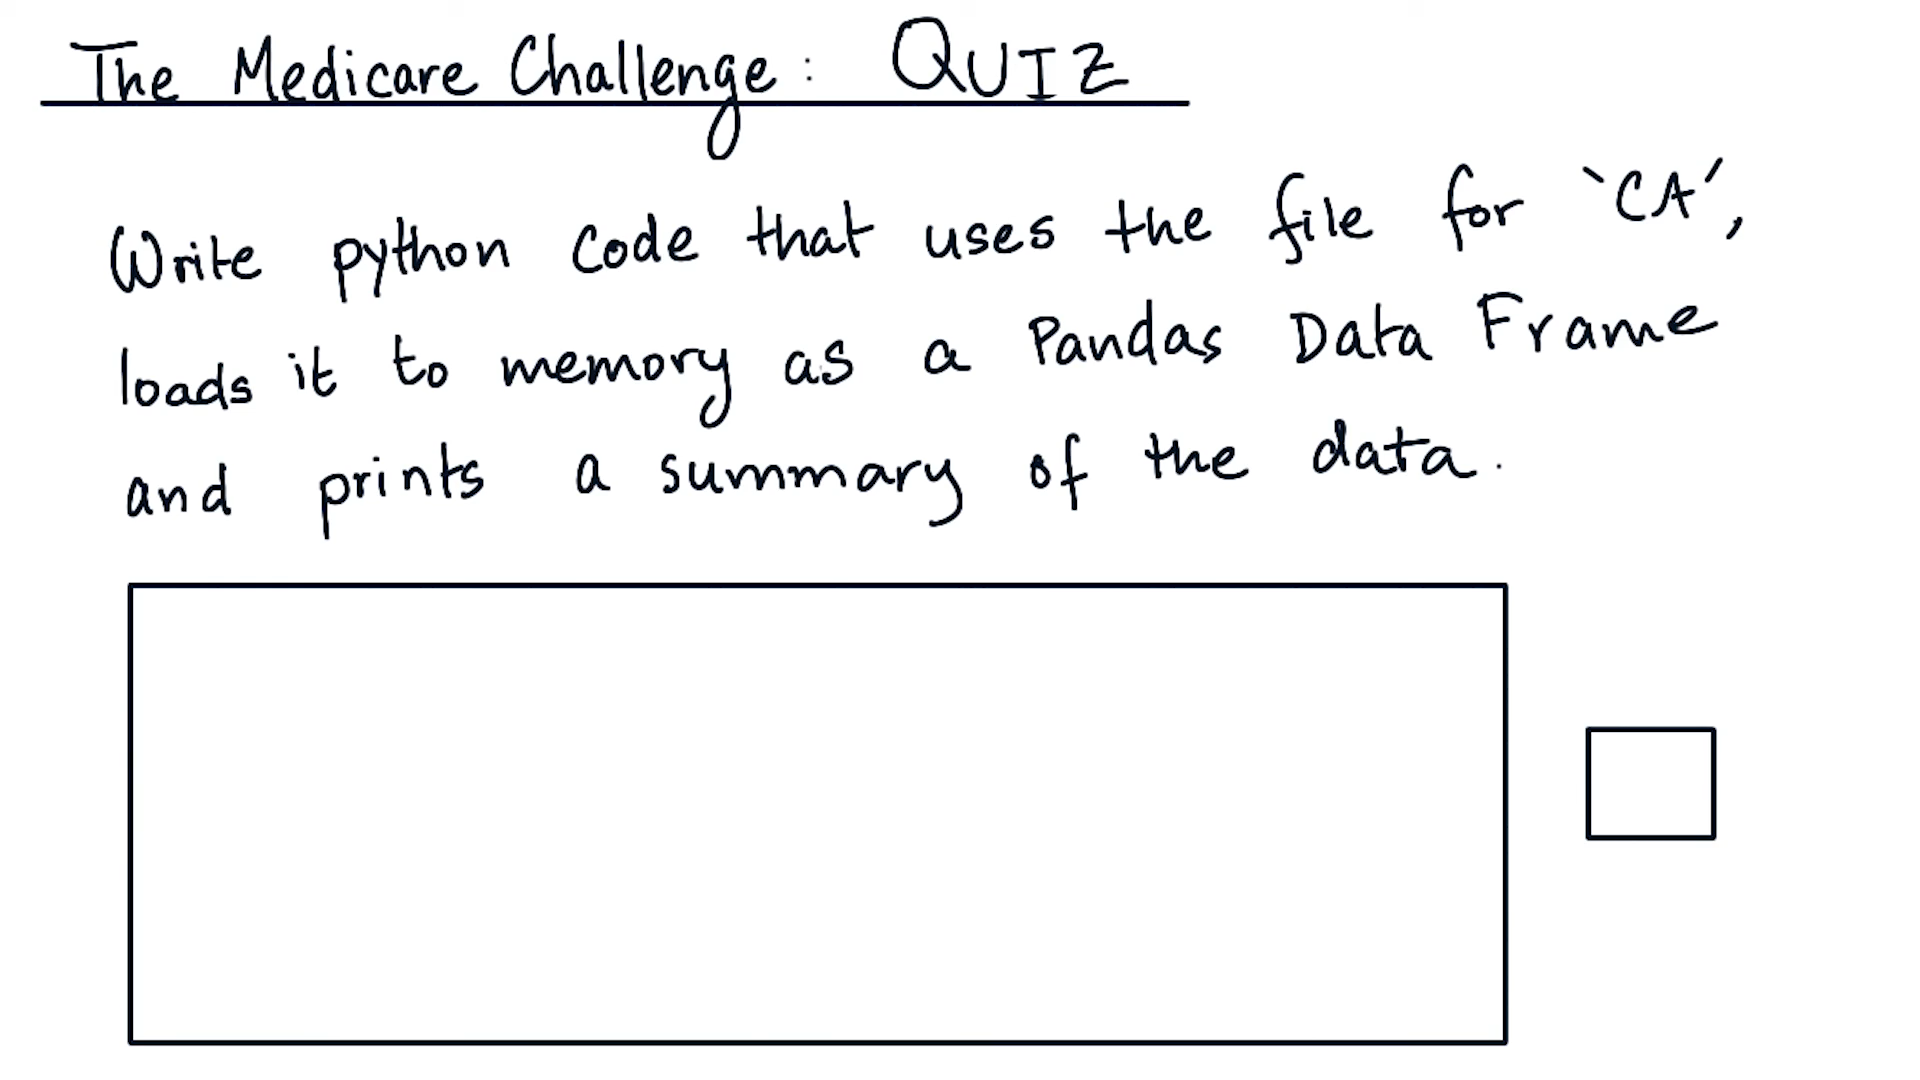 The Medicare Challenge: QUIZ
Write python code that uses the file for `CA',
loads it to memory as a Pandas Data Frame
and prints a summary of the data.